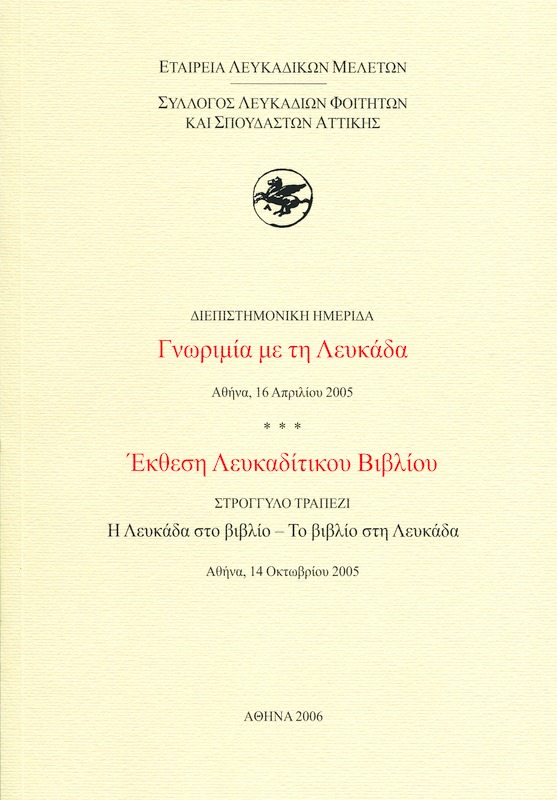 ΕΤΑΙΡΕΙΑ ΛΕΥΚΑΔΙΚΩΝ ΜΕΛΕΤΩΝ
ΣΥΛΛΟΓΟΣ ΛΕΥΚΑΔΙΩΝ ΦΟΙΤΗΤΩΝ
ΚΑΙ ΣΠΟΥΔΑΣΤΩΝ ΑΤΤΙΚΗΣ
ΔΙΕΠΙΣΤΗΜΟΝΙΚΗ ΗΜΕΡΙΔΑ
Γνωριμία με τη Λευκάδα
Αθήνα, 16 Απριλίου 2005
* * *
Έκθεση Λευκαδίτικου Βιβλίου
ΣΤΡΟΓΓΥΛΟ ΤΡΑΠΕΖΙ
Η Λευκάδα στο βιβλίο – Το βιβλίο στη Λευκάδα
Αθήνα, 14 Οκτωβρίου 2005
ΑΘΗΝΑ 2006